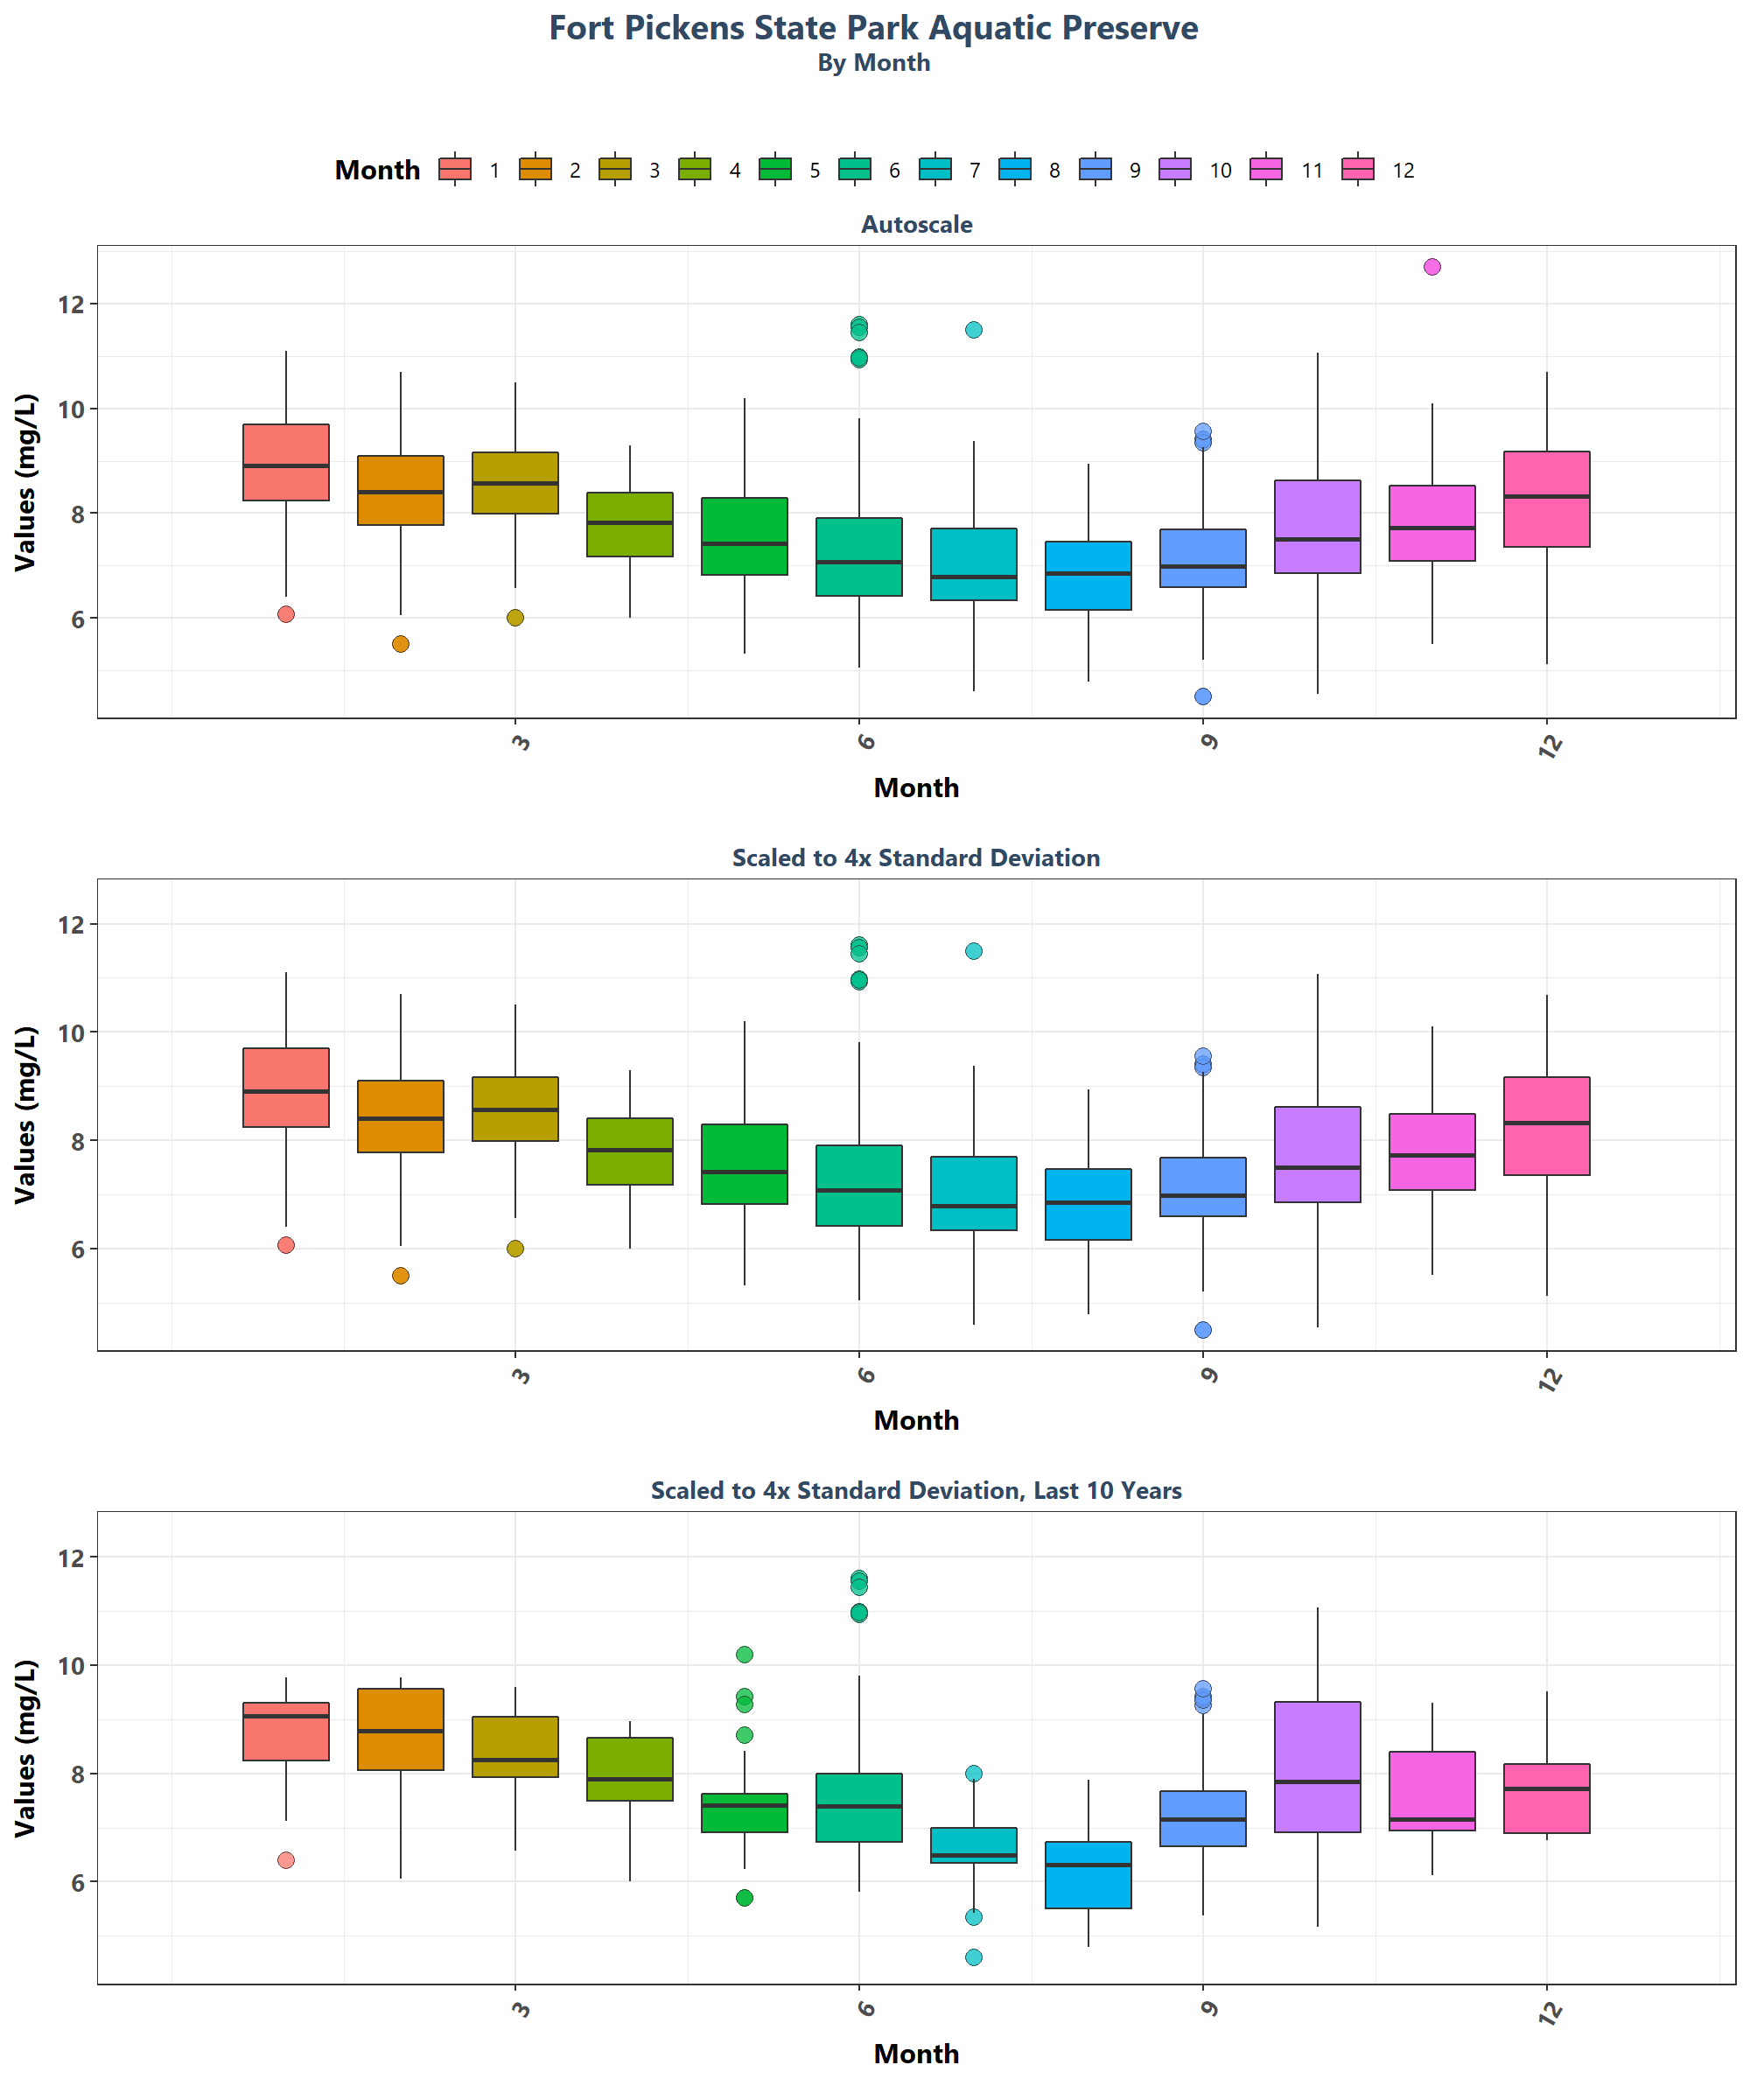 Fort Pickens State Park Aquatic Preserve
By Month
Month 1 2 3 4 5 6 7 8 9 10 11 12
Autoscale
Values (mg/L)
12
10
8
6
3 6 9 12
Month
Scaled to 4x Standard Deviation
Values (mg/L)
12
10
8
6
3 6 9 12
Month
Scaled to 4x Standard Deviation, Last 10 Years
Values (mg/L)
12
10
8
6
3 6 9 12
Month